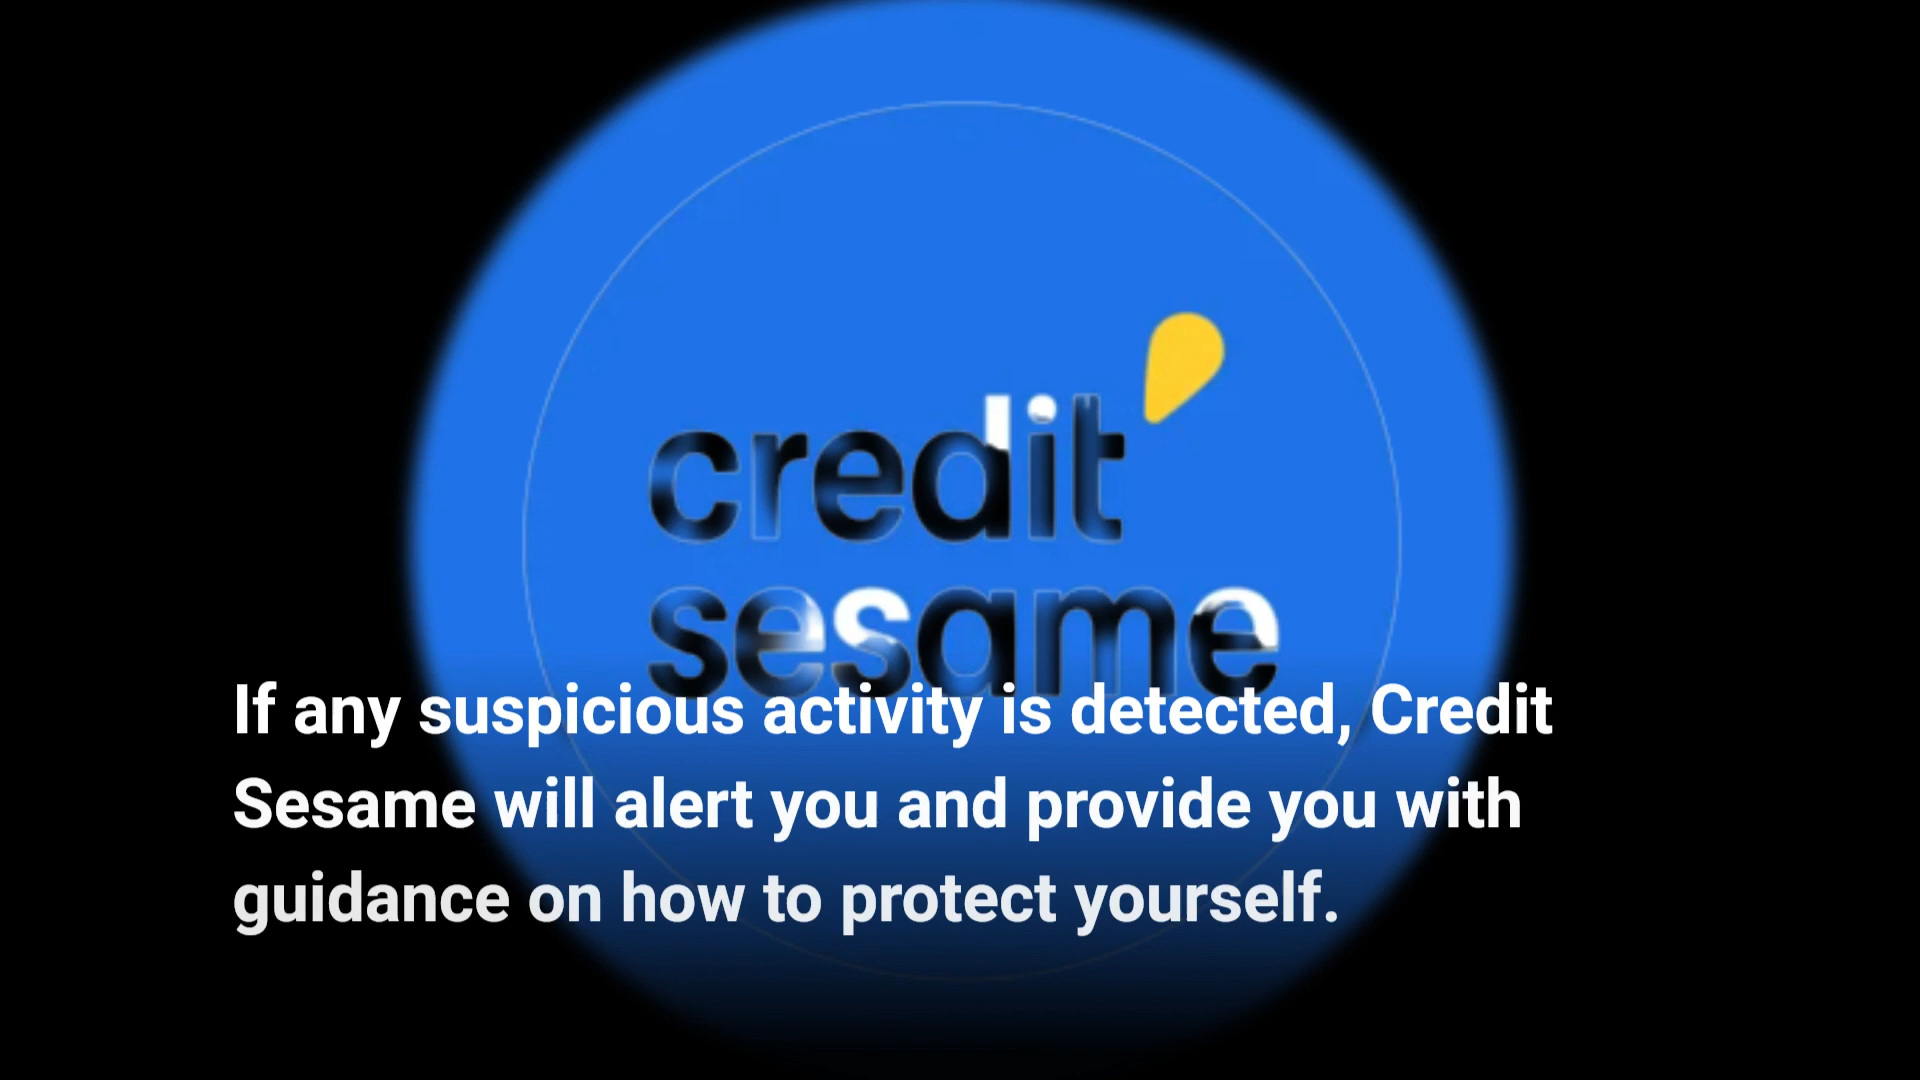 credit
sesame
If any suspicious activity is detected, Credit
Sesame will alert you and provide you with
guidance on how to protect yourself.